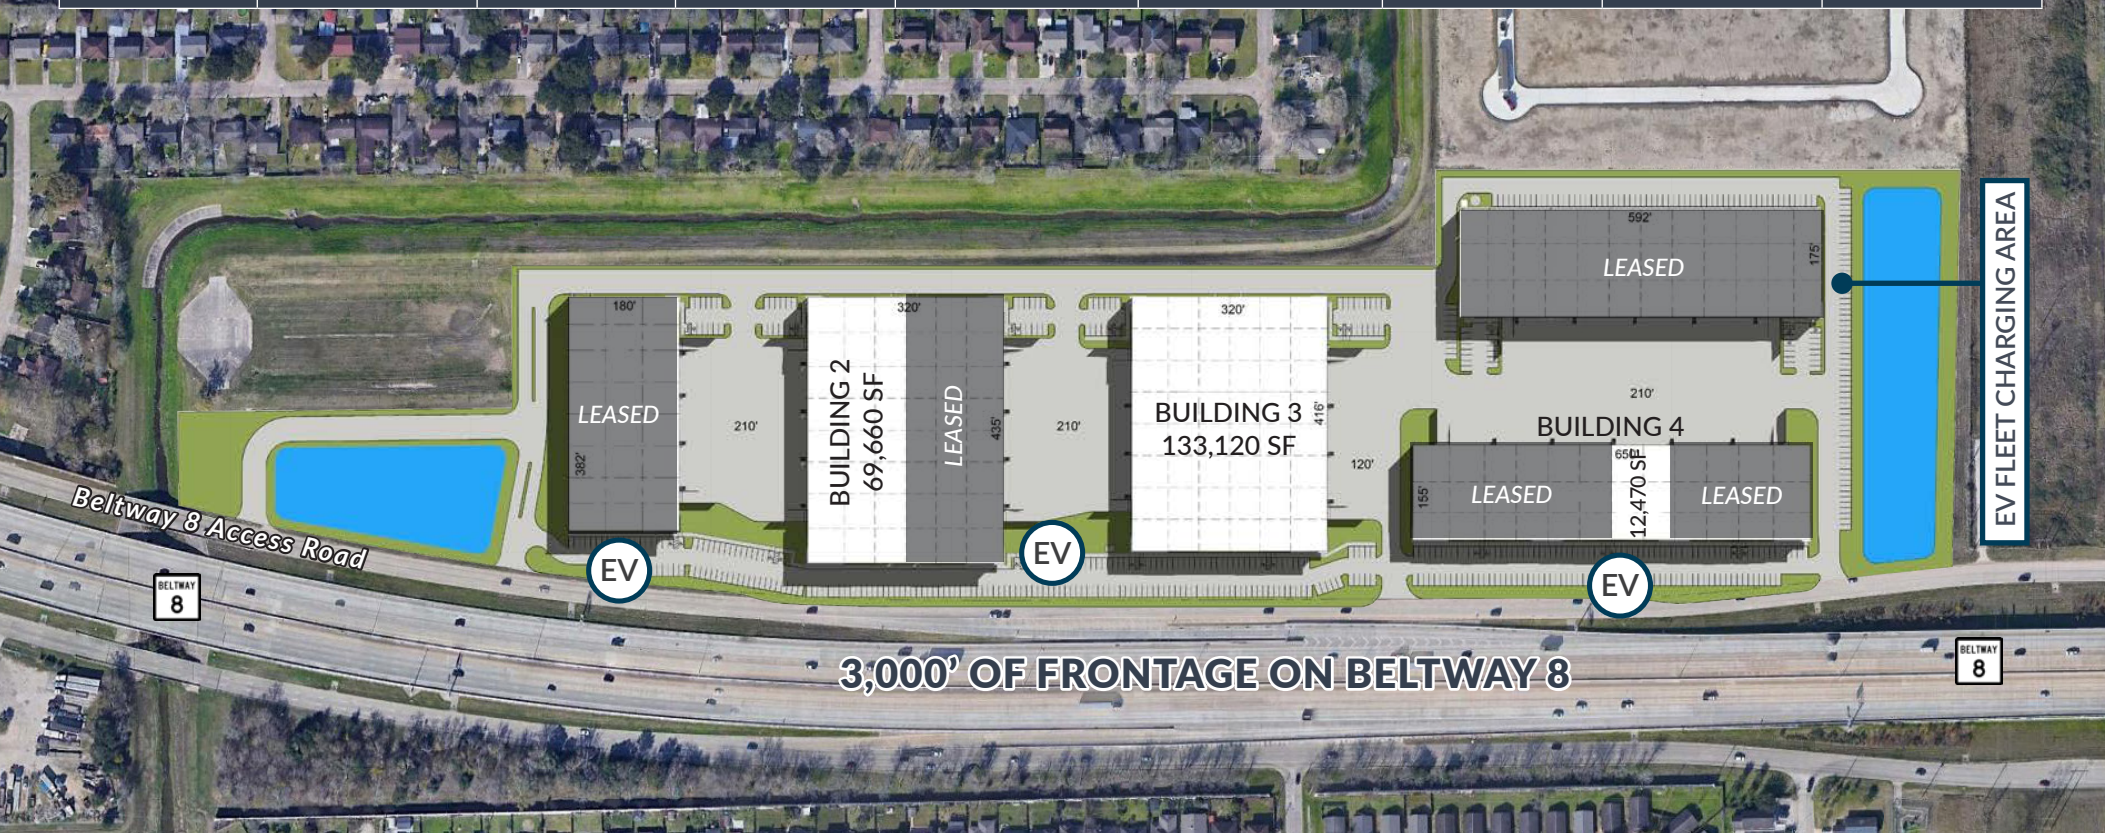 592'
175'
LEASED
EV FLEET CHARGING AREA
180'
320'
320'
LEASED
382'
210'
BUILDING 2
69,660 SF
LEASED
435'
210'
BUILDING 3
133,120 SF
416'
120'
210'
BUILDING 4
650'
155'
LEASED
12,470 SF
LEASED
EV
EV
EV
Beltway 8 Access Road
BELTWAY
8
3,000’ OF FRONTAGE ON BELTWAY 8
BELTWAY
8